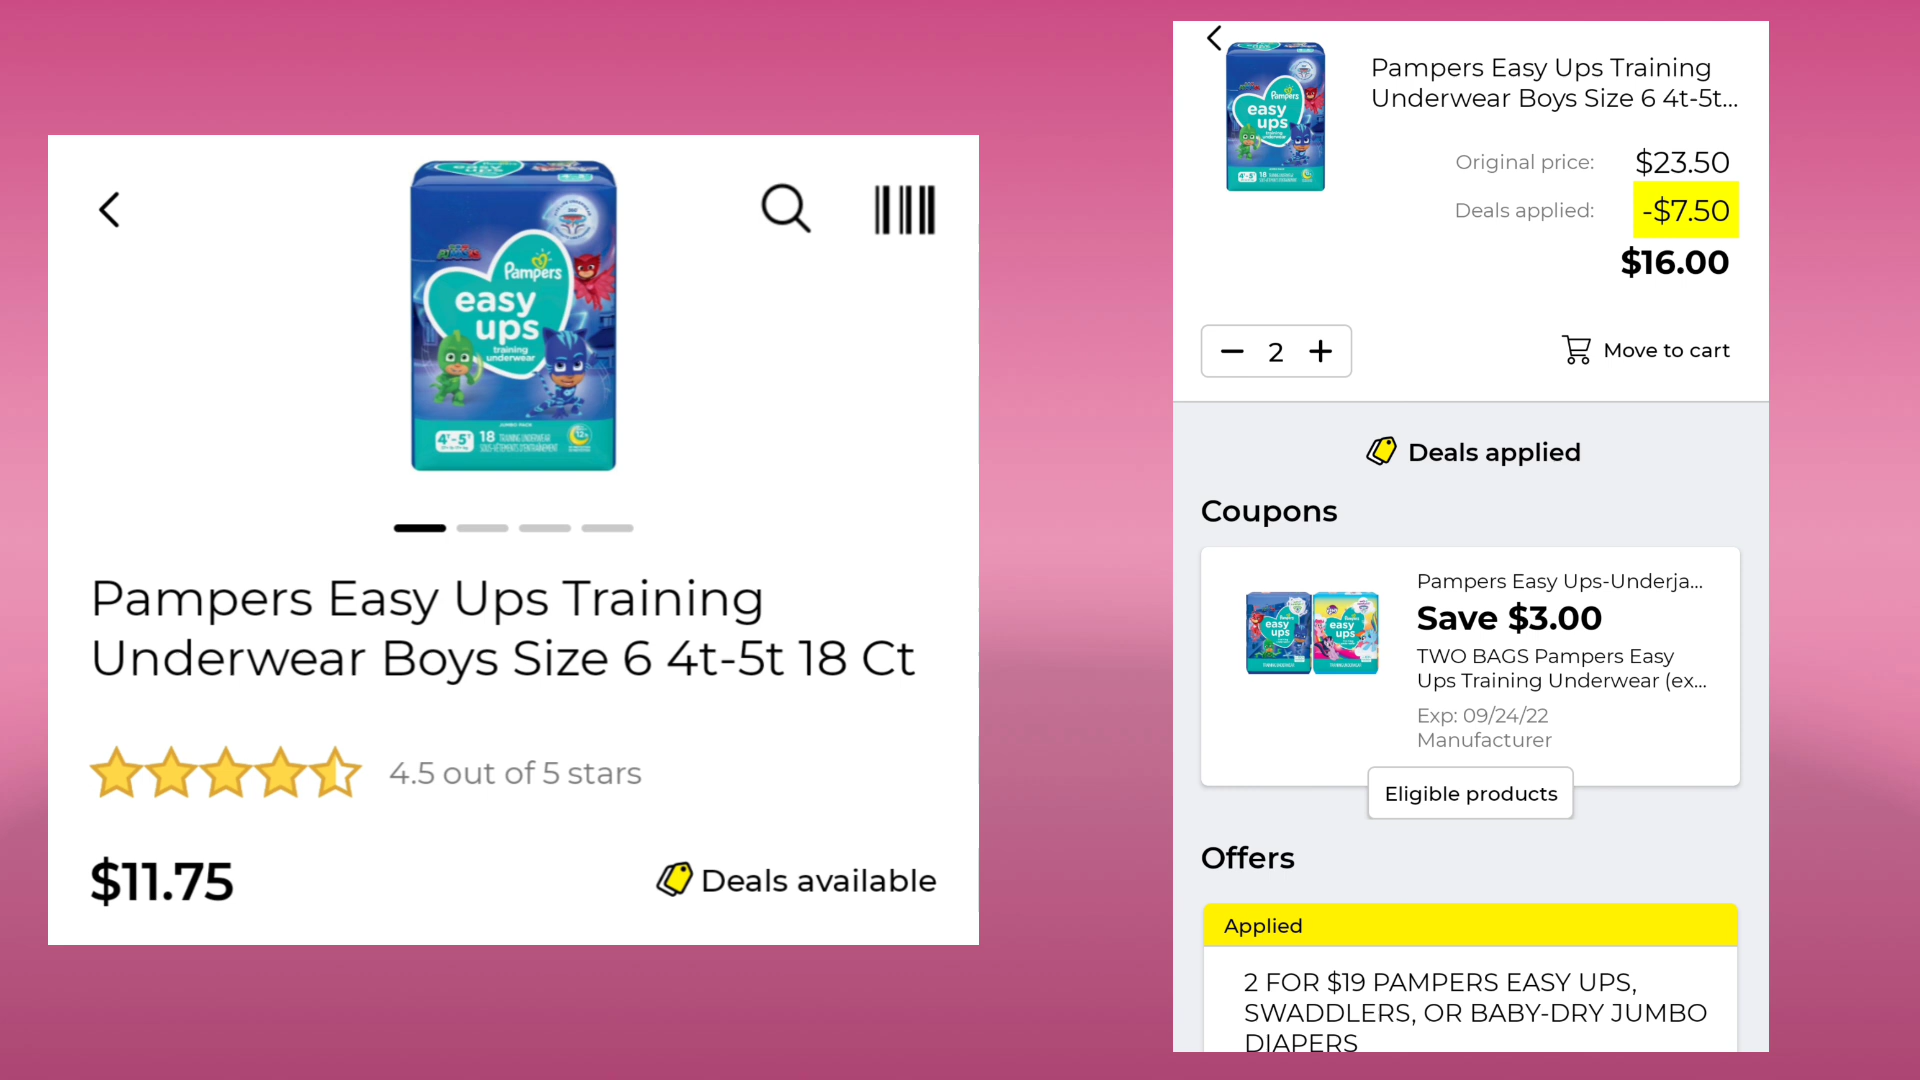 Pampers
easy
ups
training
underwear
4T-5T 18
Pampers Easy Ups Training
Underwear Boys Size 6 4t-5t 18 Ct
4.5 out of 5 stars
$11.75
Deals available
Pampers
easy
ups
training
underwear
18
Pampers Easy Ups Training
Underwear Boys Size 6 4t-5t...
Original price: $23.50
Deals applied: -$7.50
$16.00
2
Move to cart
Deals applied
Coupons
easy
ups
easy
ups
Pampers Easy Ups-Underja...
Save $3.00
TWO BAGS Pampers Easy
Ups Training Underwear (ex...
Exp: 09/24/22
Manufacturer
Eligible products
Offers
Applied
2 FOR $19 PAMPERS EASY UPS,
SWADDLERS, OR BABY-DRY JUMBO
DIAPERS